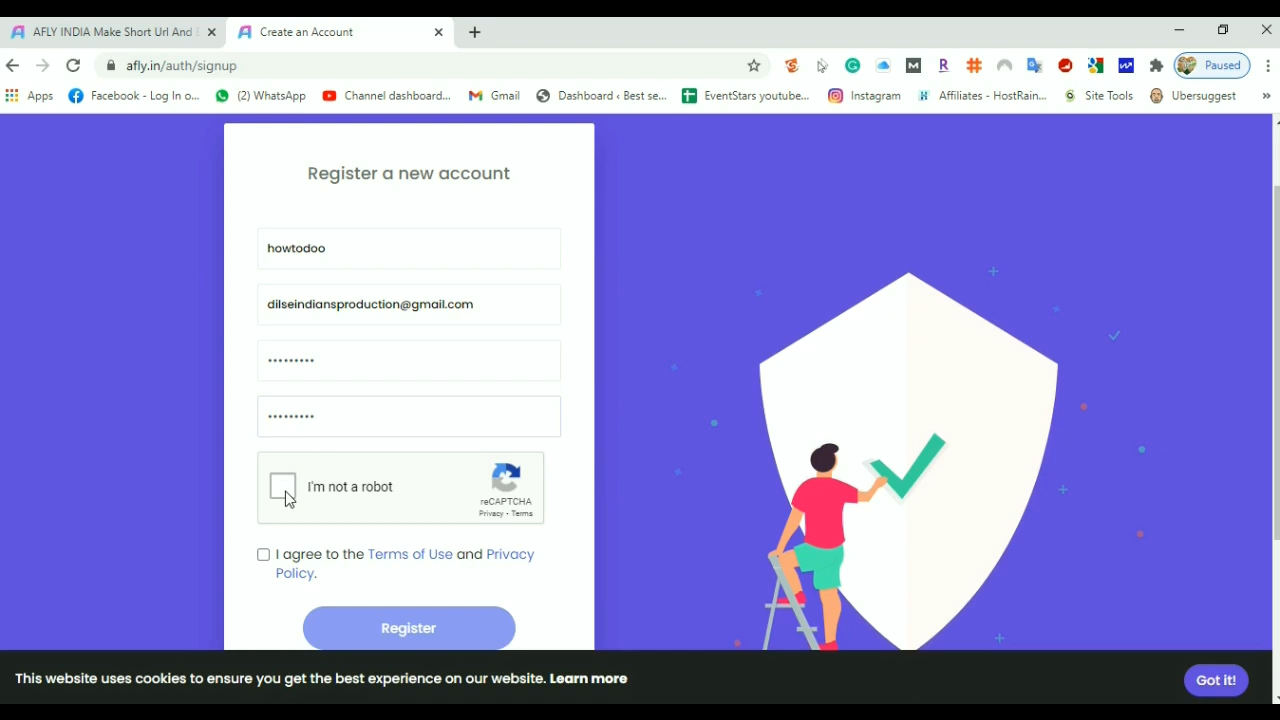 AFLY INDIA Make Short Url And E
Create an Account
afly.in/auth/signup
Paused
Apps
Facebook - Log In o...
(2) WhatsApp
Channel dashboard...
Gmail
Dashboard ‹ Best se...
EventStars youtube...
Instagram
Affiliates - HostRain...
Site Tools
Ubersuggest
»
Register a new account
howtodoo
dilseindiansproduction@gmail.com
•••••••••
•••••••••
I'm not a robot
reCAPTCHA
Privacy - Terms
I agree to the Terms of Use and Privacy
Policy.
Register
This website uses cookies to ensure you get the best experience on our website. Learn more
Got it!